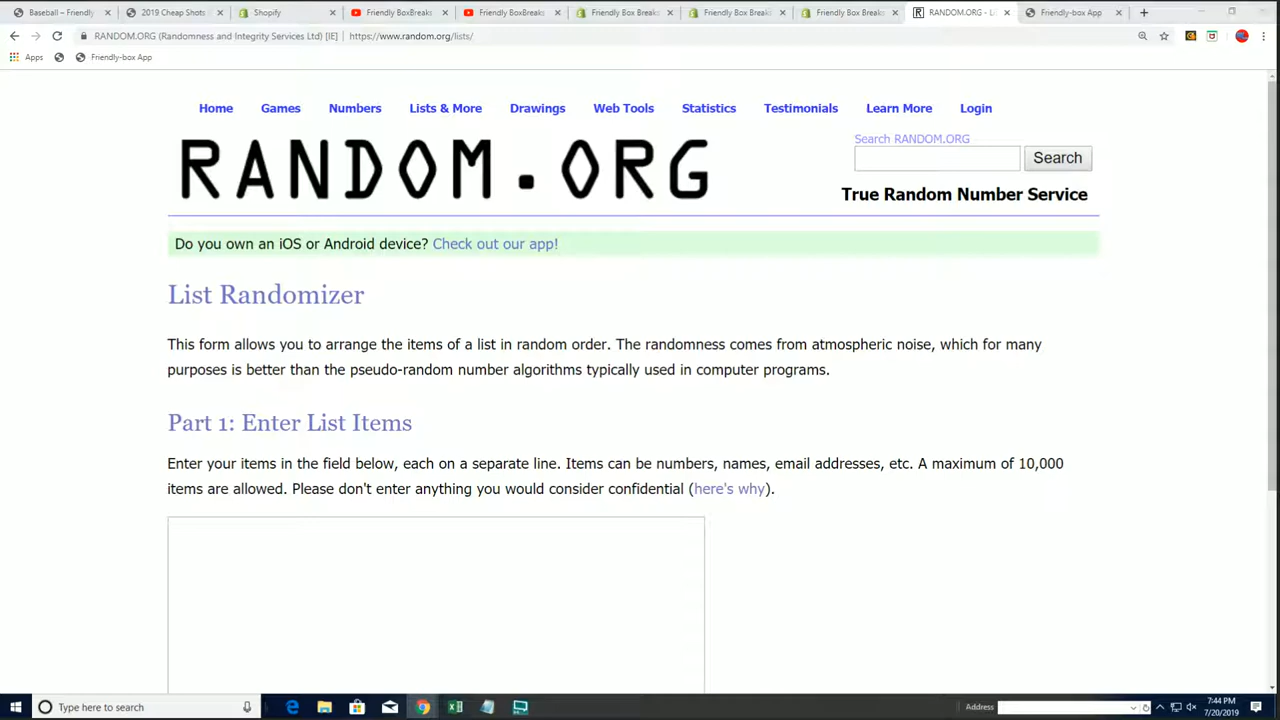 Baseball – Friendly
2019 Cheap Shots
Shopify
Friendly BoxBreaks
Friendly BoxBreaks
Friendly Box Breaks
Friendly Box Breaks
Friendly Box Breaks
RANDOM.ORG - Li
Friendly-box App
RANDOM.ORG (Randomness and Integrity Services Ltd) [IE] | https://www.random.org/lists/
Apps
Friendly-box App
Home Games Numbers Lists & More Drawings Web Tools Statistics Testimonials Learn More Login
RANDOM.ORG
Search RANDOM.ORG
Search
True Random Number Service
Do you own an iOS or Android device? Check out our app!
List Randomizer
This form allows you to arrange the items of a list in random order. The randomness comes from atmospheric noise, which for many
purposes is better than the pseudo-random number algorithms typically used in computer programs.
Part 1: Enter List Items
Enter your items in the field below, each on a separate line. Items can be numbers, names, email addresses, etc. A maximum of 10,000
items are allowed. Please don't enter anything you would consider confidential (here's why).
Type here to search
Address
7:44 PM
7/20/2019